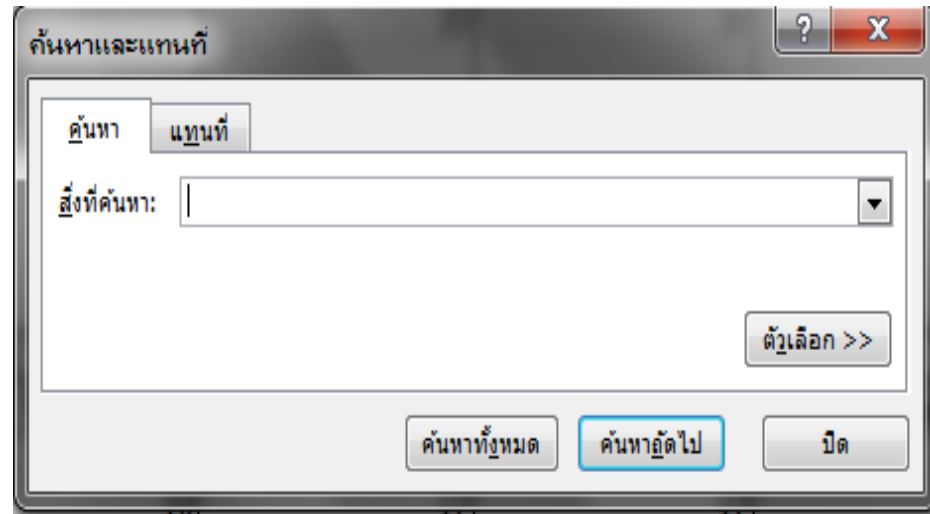 ค้นหาและแทนที่
? X
ค้นหา แทนที่
สิ่งที่ค้นหา:
ตัวเลือก >>
ค้นหาทั้งหมด ค้นหาถัดไป ปิด